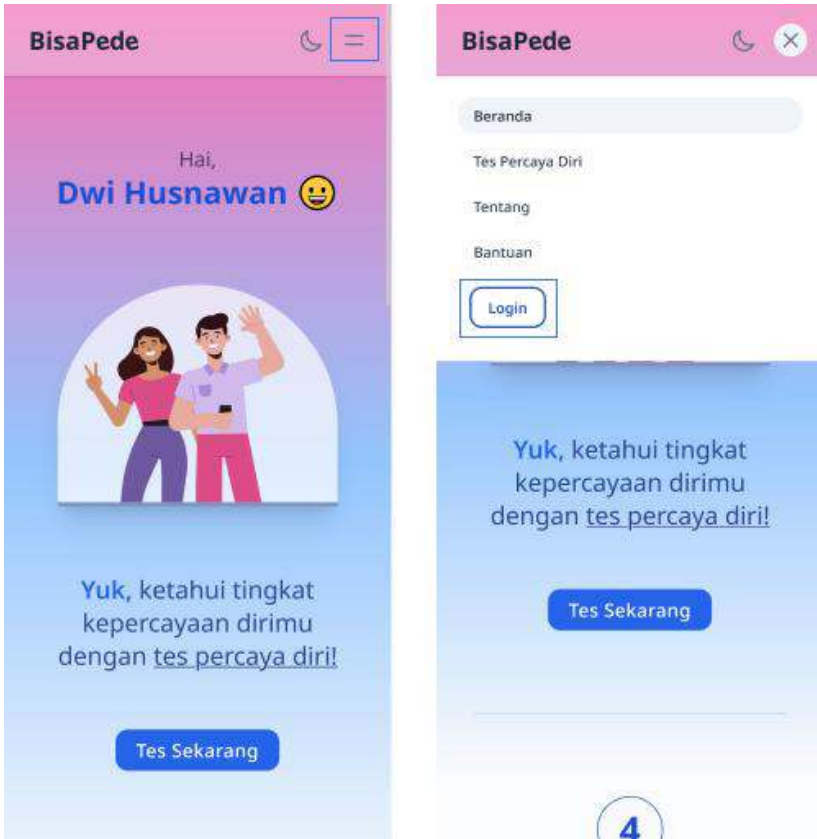 BisaPede
Hai,
Dwi Husnawan 😀
Yuk, ketahui tingkat
kepercayaan dirimu
dengan tes percaya diri!
Tes Sekarang
BisaPede
Beranda
Tes Percaya Diri
Tentang
Bantuan
Login
Yuk, ketahui tingkat
kepercayaan dirimu
dengan tes percaya diri!
Tes Sekarang
4